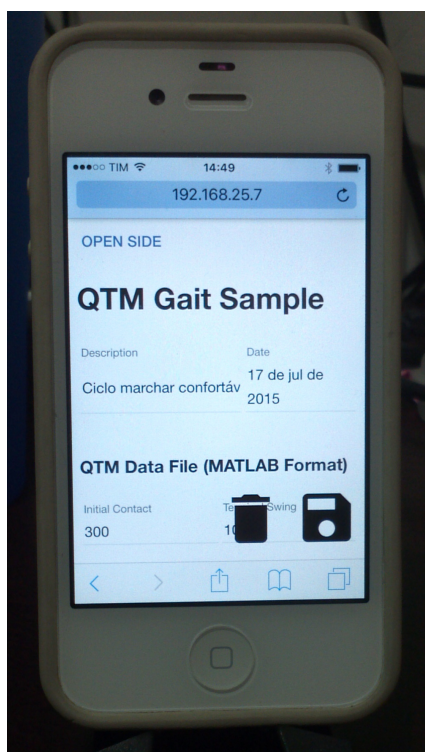 TIM
14:49
192.168.25.7
OPEN SIDE
QTM Gait Sample
Description Date
Ciclo marchar confortáv 17 de jul de
2015
QTM Data File (MATLAB Format)
Initial Contact Swing
300